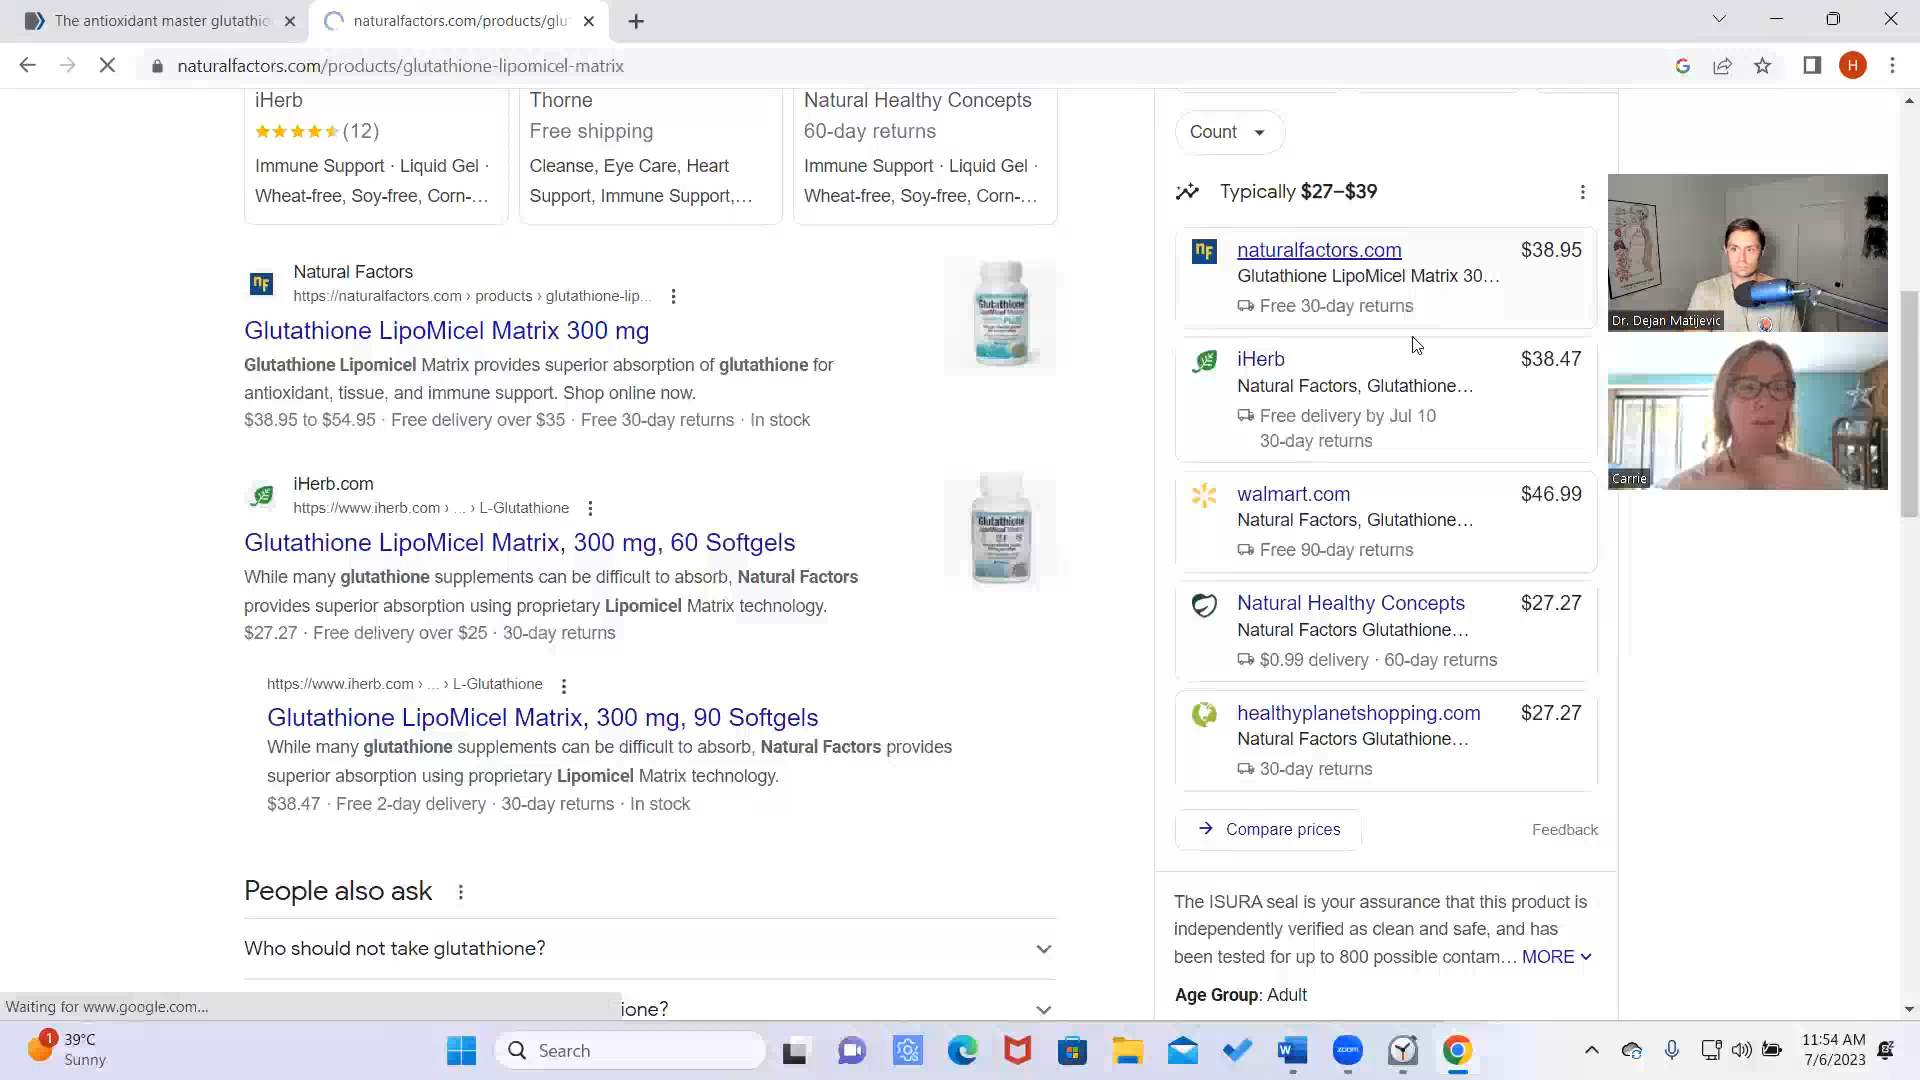 The antioxidant master glutathio
naturalfactors.com/products/glut
naturalfactors.com/products/glutathione-lipomicel-matrix
H
iHerb
(12)
Immune Support · Liquid Gel ·
Wheat-free, Soy-free, Corn-...
Thorne
Free shipping
Cleanse, Eye Care, Heart
Support, Immune Support,...
Natural Healthy Concepts
60-day returns
Immune Support · Liquid Gel ·
Wheat-free, Soy-free, Corn-...
Natural Factors
https://naturalfactors.com › products › glutathione-lip...
Glutathione LipoMicel Matrix 300 mg
Glutathione Lipomicel Matrix provides superior absorption of glutathione for
antioxidant, tissue, and immune support. Shop online now.
$38.95 to $54.95 · Free delivery over $35 · Free 30-day returns · In stock
iHerb.com
https://www.iherb.com › ... › L-Glutathione
Glutathione LipoMicel Matrix, 300 mg, 60 Softgels
While many glutathione supplements can be difficult to absorb, Natural Factors
provides superior absorption using proprietary Lipomicel Matrix technology.
$27.27 · Free delivery over $25 · 30-day returns
https://www.iherb.com › ... › L-Glutathione
Glutathione LipoMicel Matrix, 300 mg, 90 Softgels
While many glutathione supplements can be difficult to absorb, Natural Factors provides
superior absorption using proprietary Lipomicel Matrix technology.
$38.47 · Free 2-day delivery · 30-day returns · In stock
People also ask
Who should not take glutathione?
ione?
Count
Typically $27–$39
nF
naturalfactors.com
$38.95
Glutathione LipoMicel Matrix 30...
Free 30-day returns
iHerb
$38.47
Natural Factors, Glutathione...
Free delivery by Jul 10
30-day returns
walmart.com
$46.99
Natural Factors, Glutathione...
Free 90-day returns
Natural Healthy Concepts
$27.27
Natural Factors Glutathione...
$0.99 delivery · 60-day returns
healthyplanetshopping.com
$27.27
Natural Factors Glutathione...
30-day returns
Compare prices
Feedback
The ISURA seal is your assurance that this product is
independently verified as clean and safe, and has
been tested for up to 800 possible contam... MORE
Age Group: Adult
Dr. Dejan Matijevic
Carrie
Waiting for www.google.com...
1
39°C
Sunny
Search
zoom
11:54 AM
7/6/2023